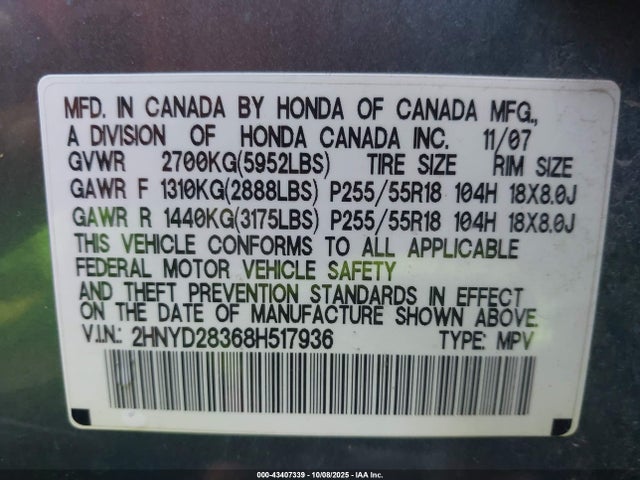 MFD. IN CANADA BY HONDA OF CANADA MFG.,
A DIVISION OF HONDA CANADA INC. 11/07
GVWR 2700KG(5952LBS) TIRE SIZE RIM SIZE
GAWR F 1310KG(2888LBS) P255/55R18 104H 18X8.0J
GAWR R 1440KG(3175LBS) P255/55R18 104H 18X8.0J
THIS VEHICLE CONFORMS TO ALL APPLICABLE
FEDERAL MOTOR VEHICLE SAFETY
AND THEFT PREVENTION STANDARDS IN EFFECT
ON THE DATE OF MANUFACTURE SHOWN ABOVE.
V.I.N.: 2HNYD28368H517936 TYPE: MPV
000-43407339 - 10/08/2025 - IAA Inc.